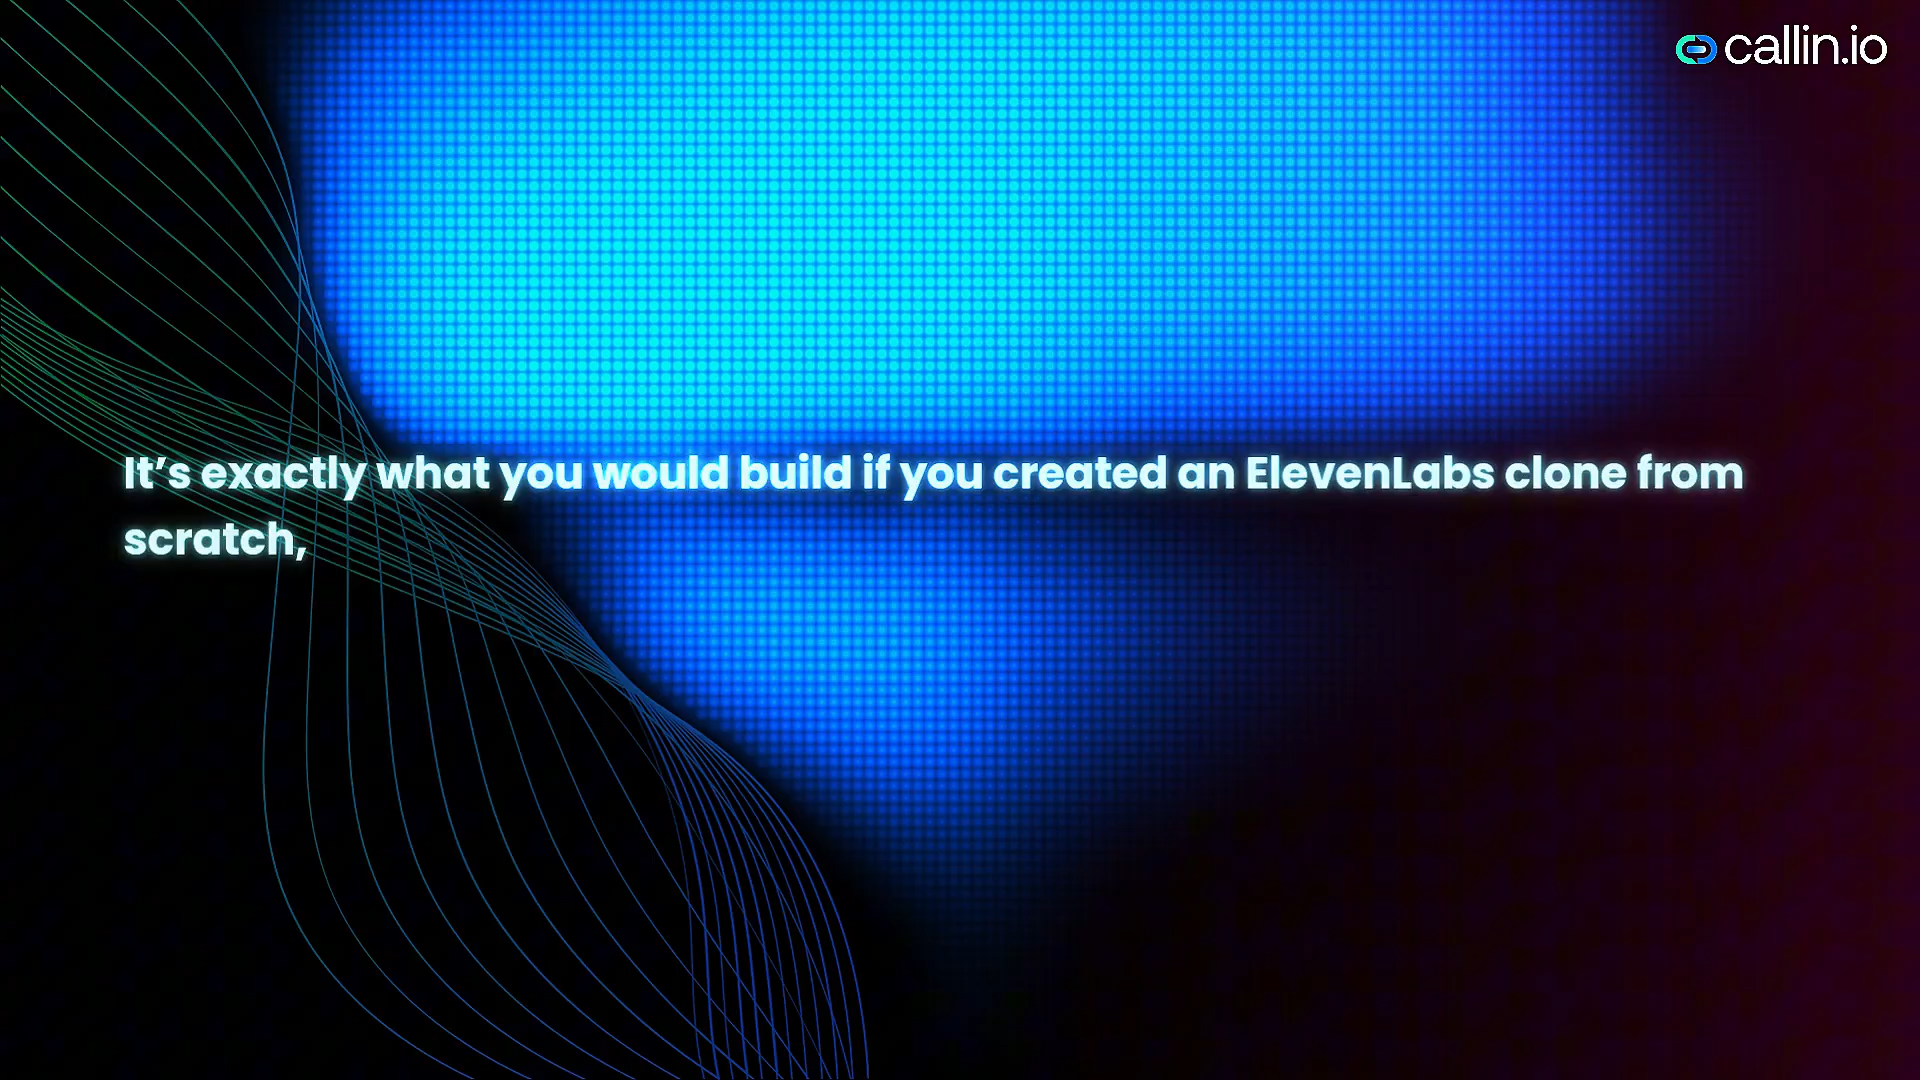 callin.io
It’s exactly what you would build if you created an ElevenLabs clone from
scratch,